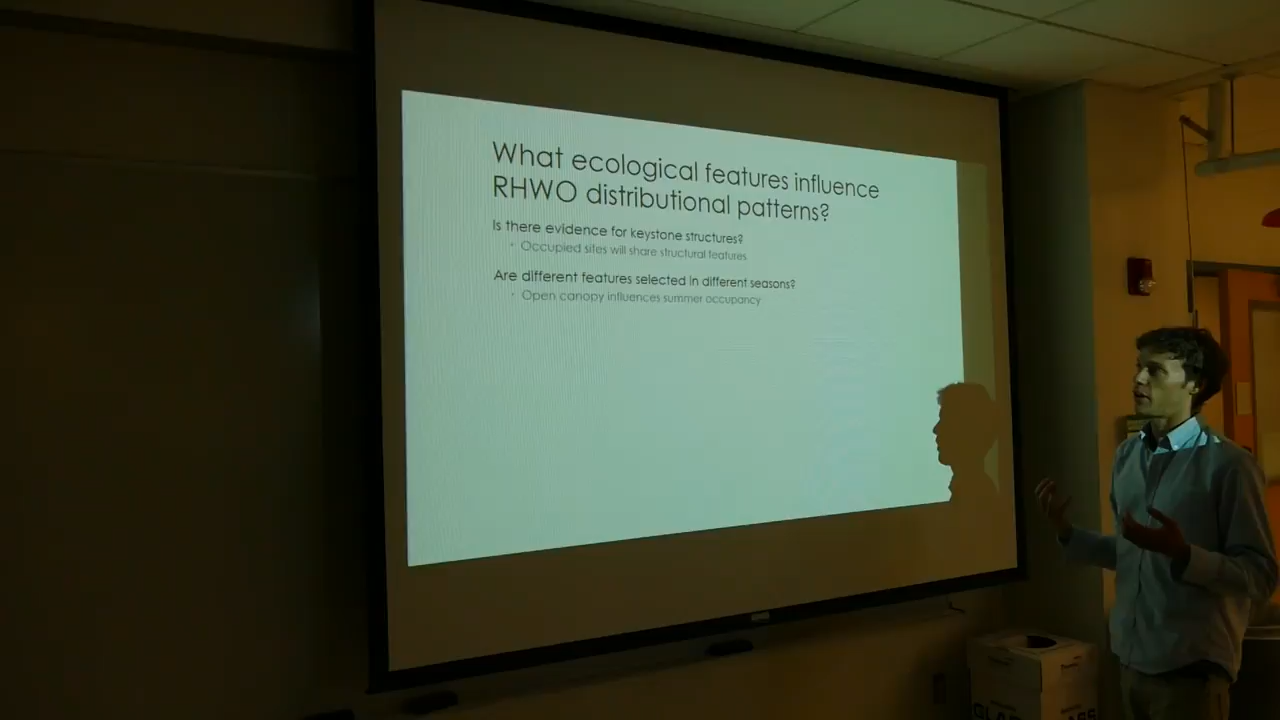 What ecological features influence
RHWO distributional patterns?
Is there evidence for keystone structures?
Occupied sites will share structural features
Are different features selected in different seasons?
Open canopy influences summer occupancy